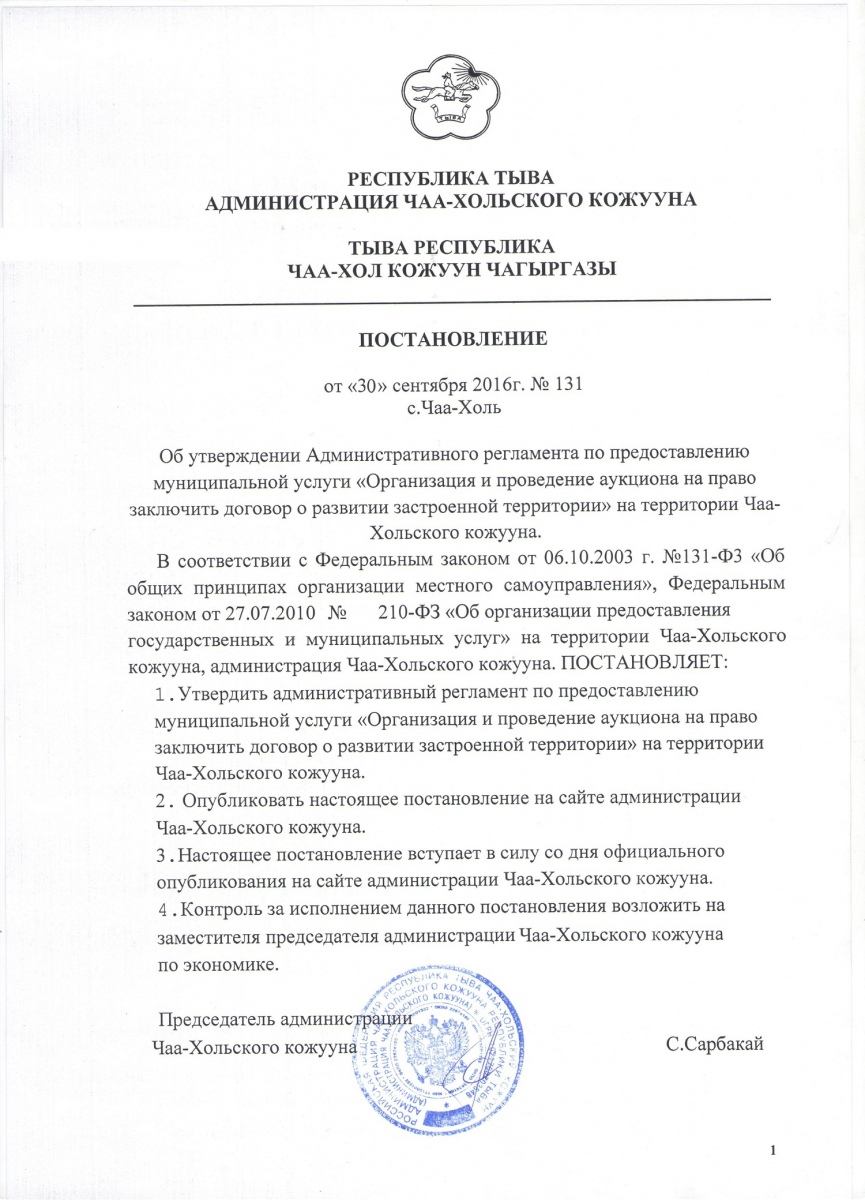 ТЫВА
РЕСПУБЛИКА ТЫВА
АДМИНИСТРАЦИЯ ЧАА-ХОЛЬСКОГО КОЖУУНА
ТЫВА РЕСПУБЛИКА
ЧАА-ХОЛ КОЖУУН ЧАГЫРГАЗЫ
ПОСТАНОВЛЕНИЕ
от «30» сентября 2016г. № 131
с.Чаа-Холь
Об утверждении Административного регламента по предоставлению
муниципальной услуги «Организация и проведение аукциона на право
заключить договор о развитии застроенной территории» на территории Чаа-
Хольского кожууна.
В соответствии с Федеральным законом от 06.10.2003 г. №131-ФЗ «Об
общих принципах организации местного самоуправления», Федеральным
законом от 27.07.2010 № 210-ФЗ «Об организации предоставления
государственных и муниципальных услуг» на территории Чаа-Хольского
кожууна, администрация Чаа-Хольского кожууна. ПОСТАНОВЛЯЕТ:
1.Утвердить административный регламент по предоставлению
муниципальной услуги «Организация и проведение аукциона на право
заключить договор о развитии застроенной территории» на территории
Чаа-Хольского кожууна.
2. Опубликовать настоящее постановление на сайте администрации
Чаа-Хольского кожууна.
3.Настоящее постановление вступает в силу со дня официального
опубликования на сайте администрации Чаа-Хольского кожууна.
4.Контроль за исполнением данного постановления возложить на
заместителя председателя администрации Чаа-Хольского кожууна
по экономике.
Председатель администрации
Чаа-Хольского кожууна
С.Сарбакай
РОССИЙСКАЯ ФЕДЕРАЦИЯ РЕСПУБЛИКА ТЫВА ЧАА-ХОЛЬСКИЙ
1